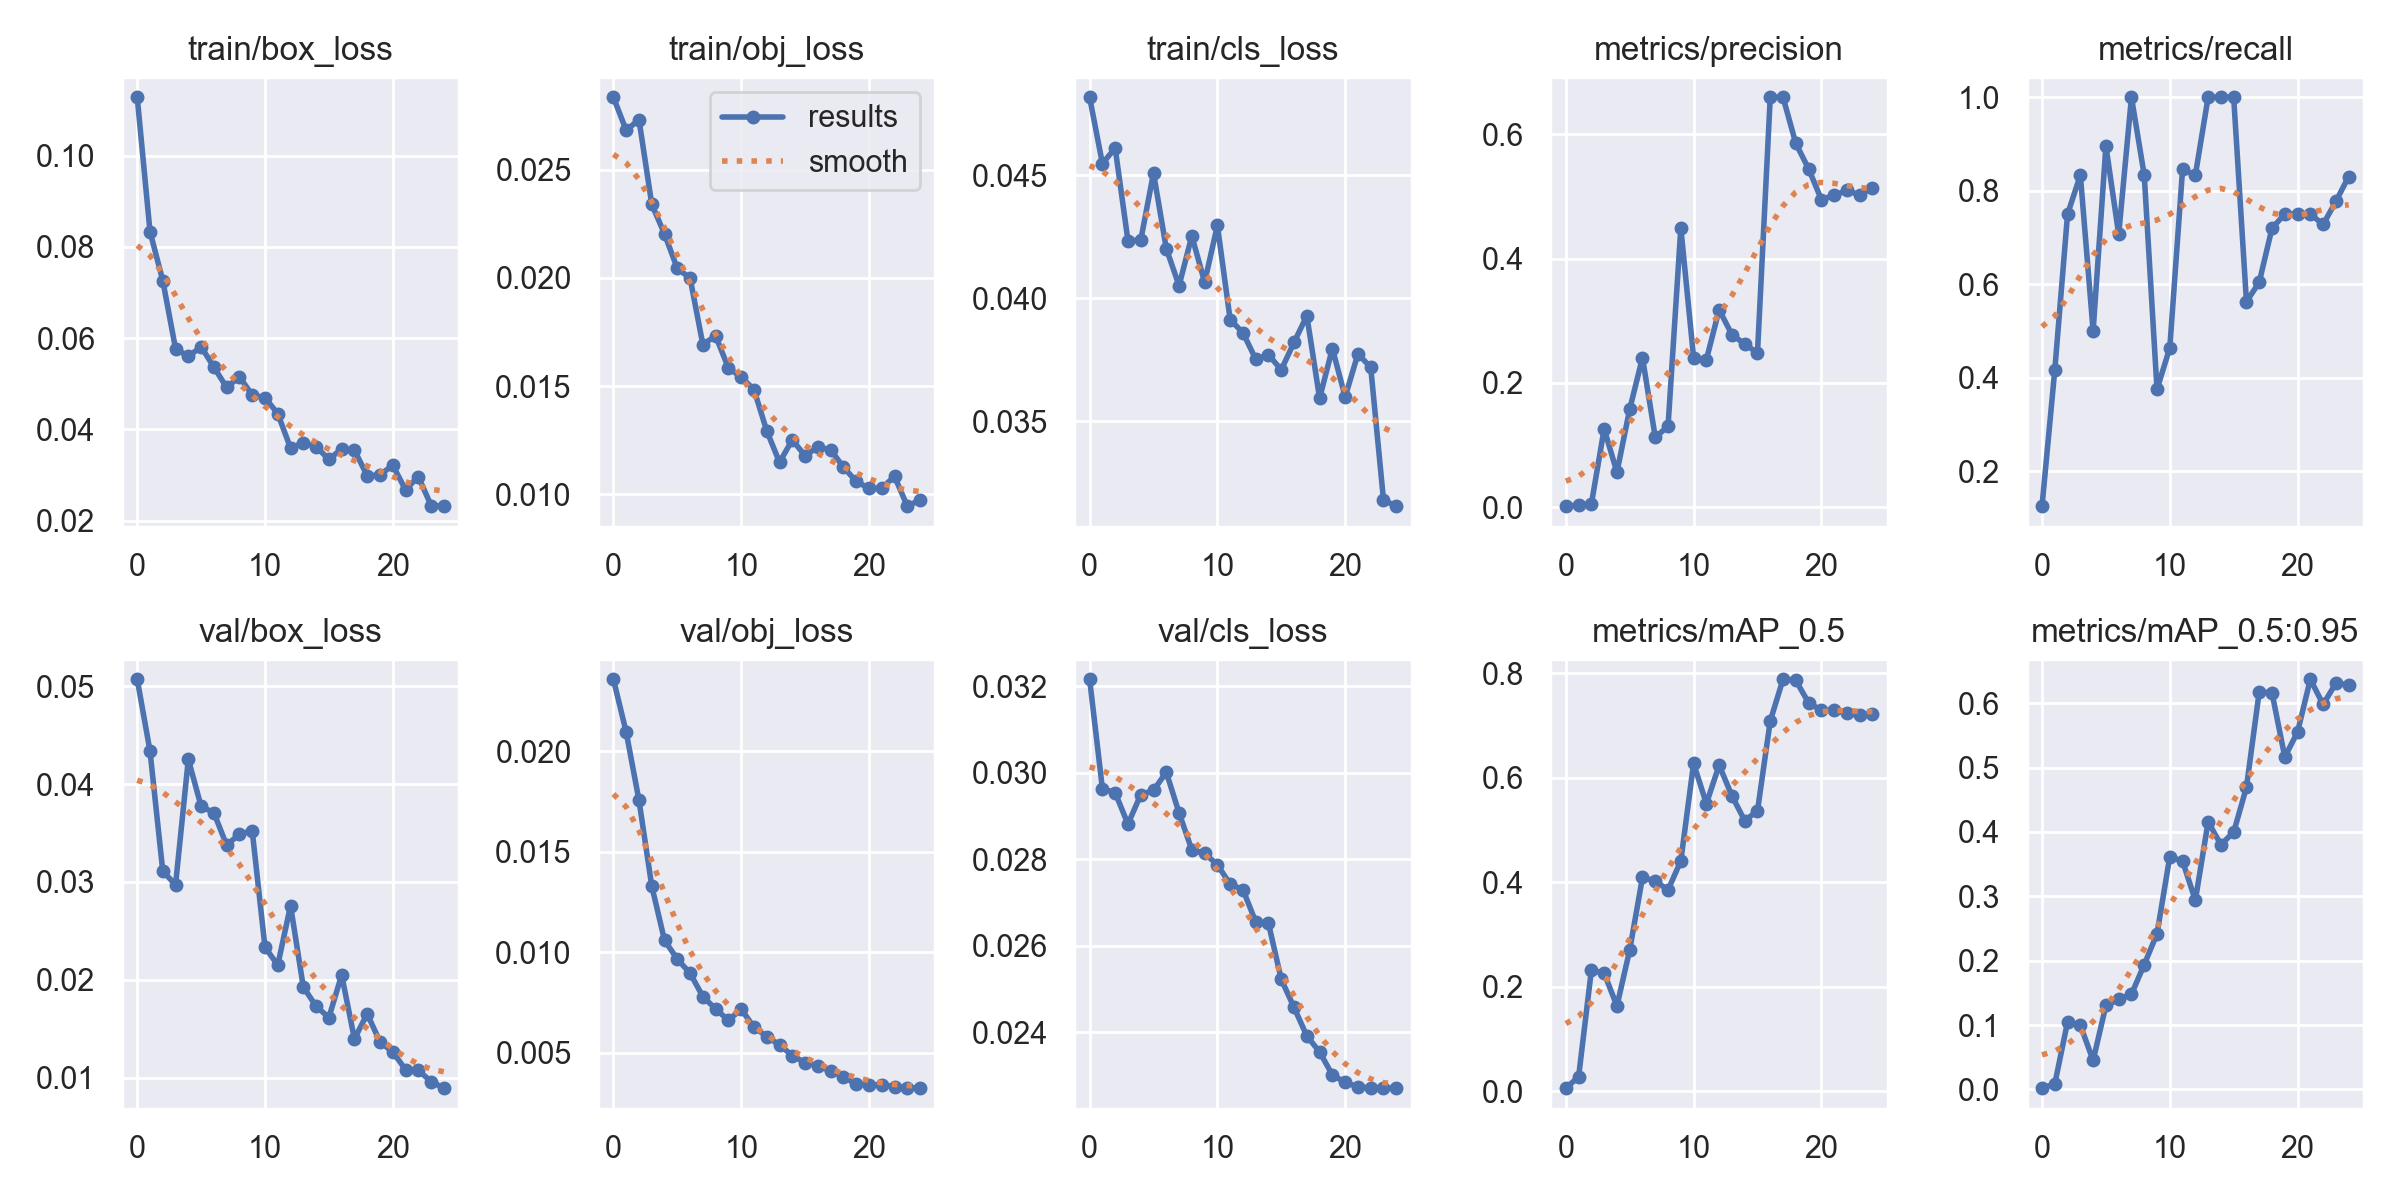 train/box_loss
0.10
0.08
0.06
0.04
0.02
0 10 20
train/obj_loss
results
smooth
0.025
0.020
0.015
0.010
0 10 20
train/cls_loss
0.045
0.040
0.035
0 10 20
metrics/precision
0.6
0.4
0.2
0.0
0 10 20
metrics/recall
1.0
0.8
0.6
0.4
0.2
0 10 20
val/box_loss
0.05
0.04
0.03
0.02
0.01
0 10 20
val/obj_loss
0.020
0.015
0.010
0.005
0 10 20
val/cls_loss
0.032
0.030
0.028
0.026
0.024
0 10 20
metrics/mAP_0.5
0.8
0.6
0.4
0.2
0.0
0 10 20
metrics/mAP_0.5:0.95
0.6
0.5
0.4
0.3
0.2
0.1
0.0
0 10 20